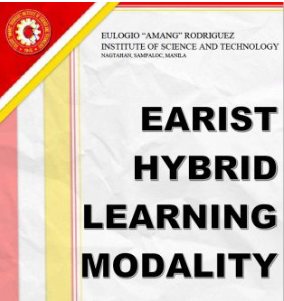 EULOGIO “AMANG” RODRIGUEZ
INSTITUTE OF SCIENCE AND TECHNOLOGY
NAGTAHAN, SAMPALOC, MANILA
EARIST
HYBRID
LEARNING
MODALITY